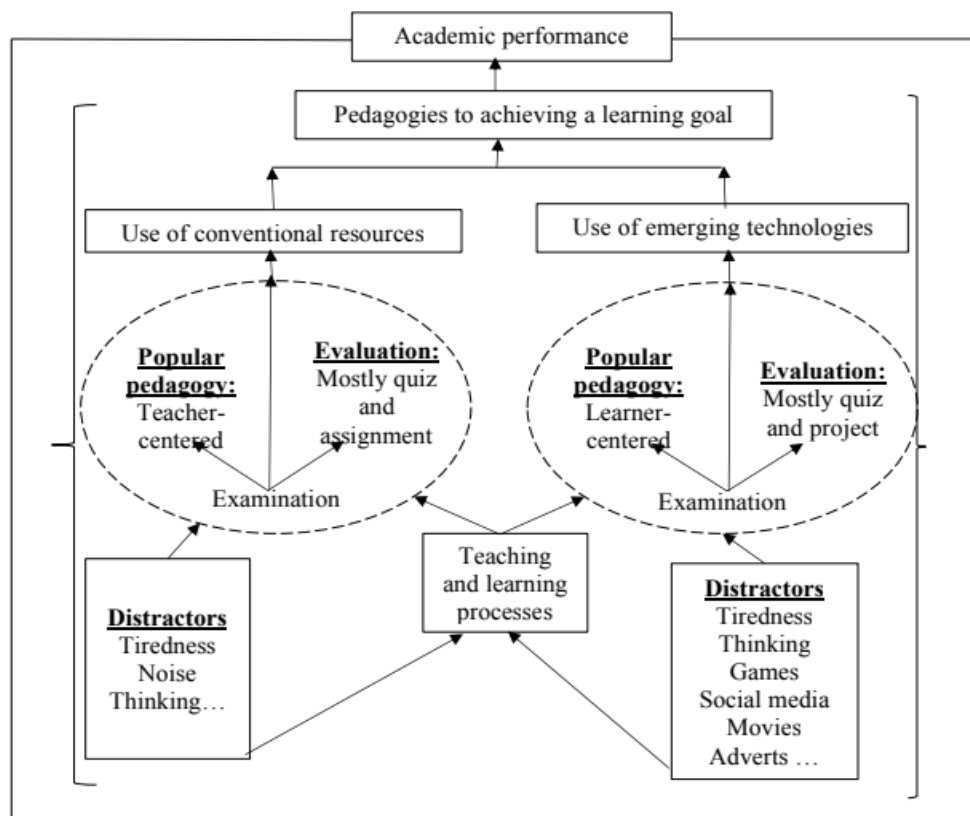 Academic performance
Pedagogies to achieving a learning goal
Use of conventional resources
Use of emerging technologies
Popular
pedagogy:
Teacher-
centered
Evaluation:
Mostly quiz
and
assignment
Examination
Popular
pedagogy:
Learner-
centered
Evaluation:
Mostly quiz
and project
Examination
Distractors
Tiredness
Noise
Thinking…
Teaching
and learning
processes
Distractors
Tiredness
Thinking
Games
Social media
Movies
Adverts …